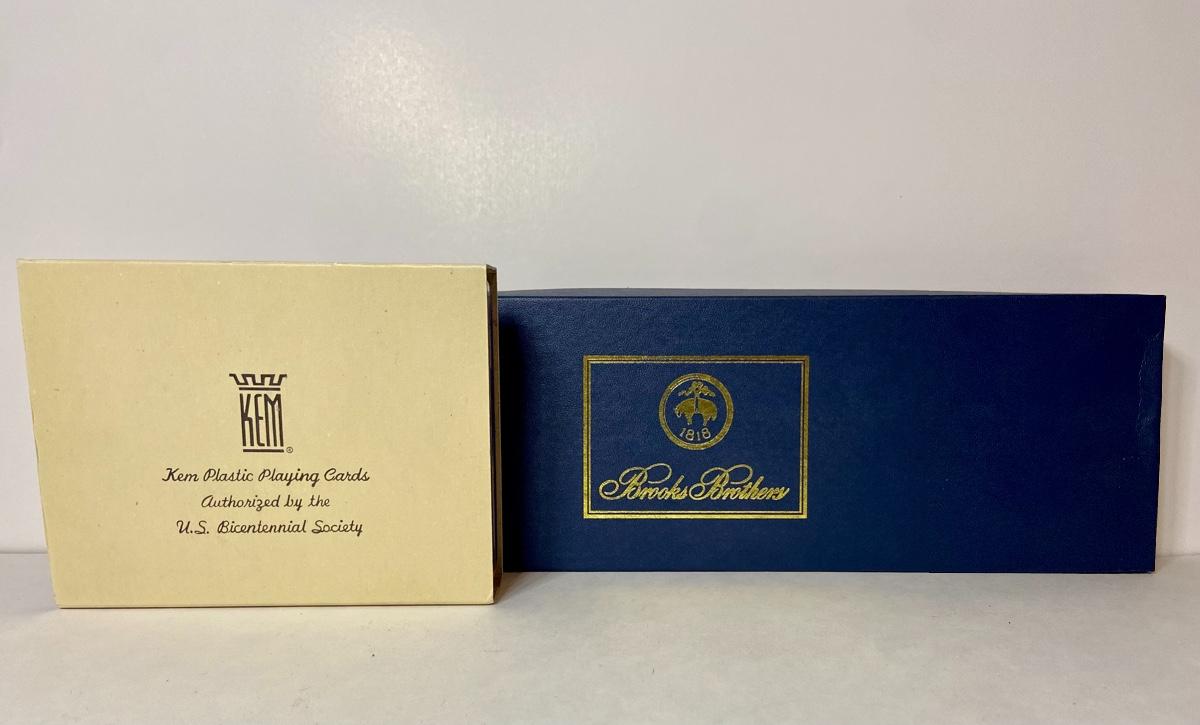 KEM
Kem Plastic Playing Cards
Authorized by the
U.S. Bicentennial Society
1818
Brooks Brothers